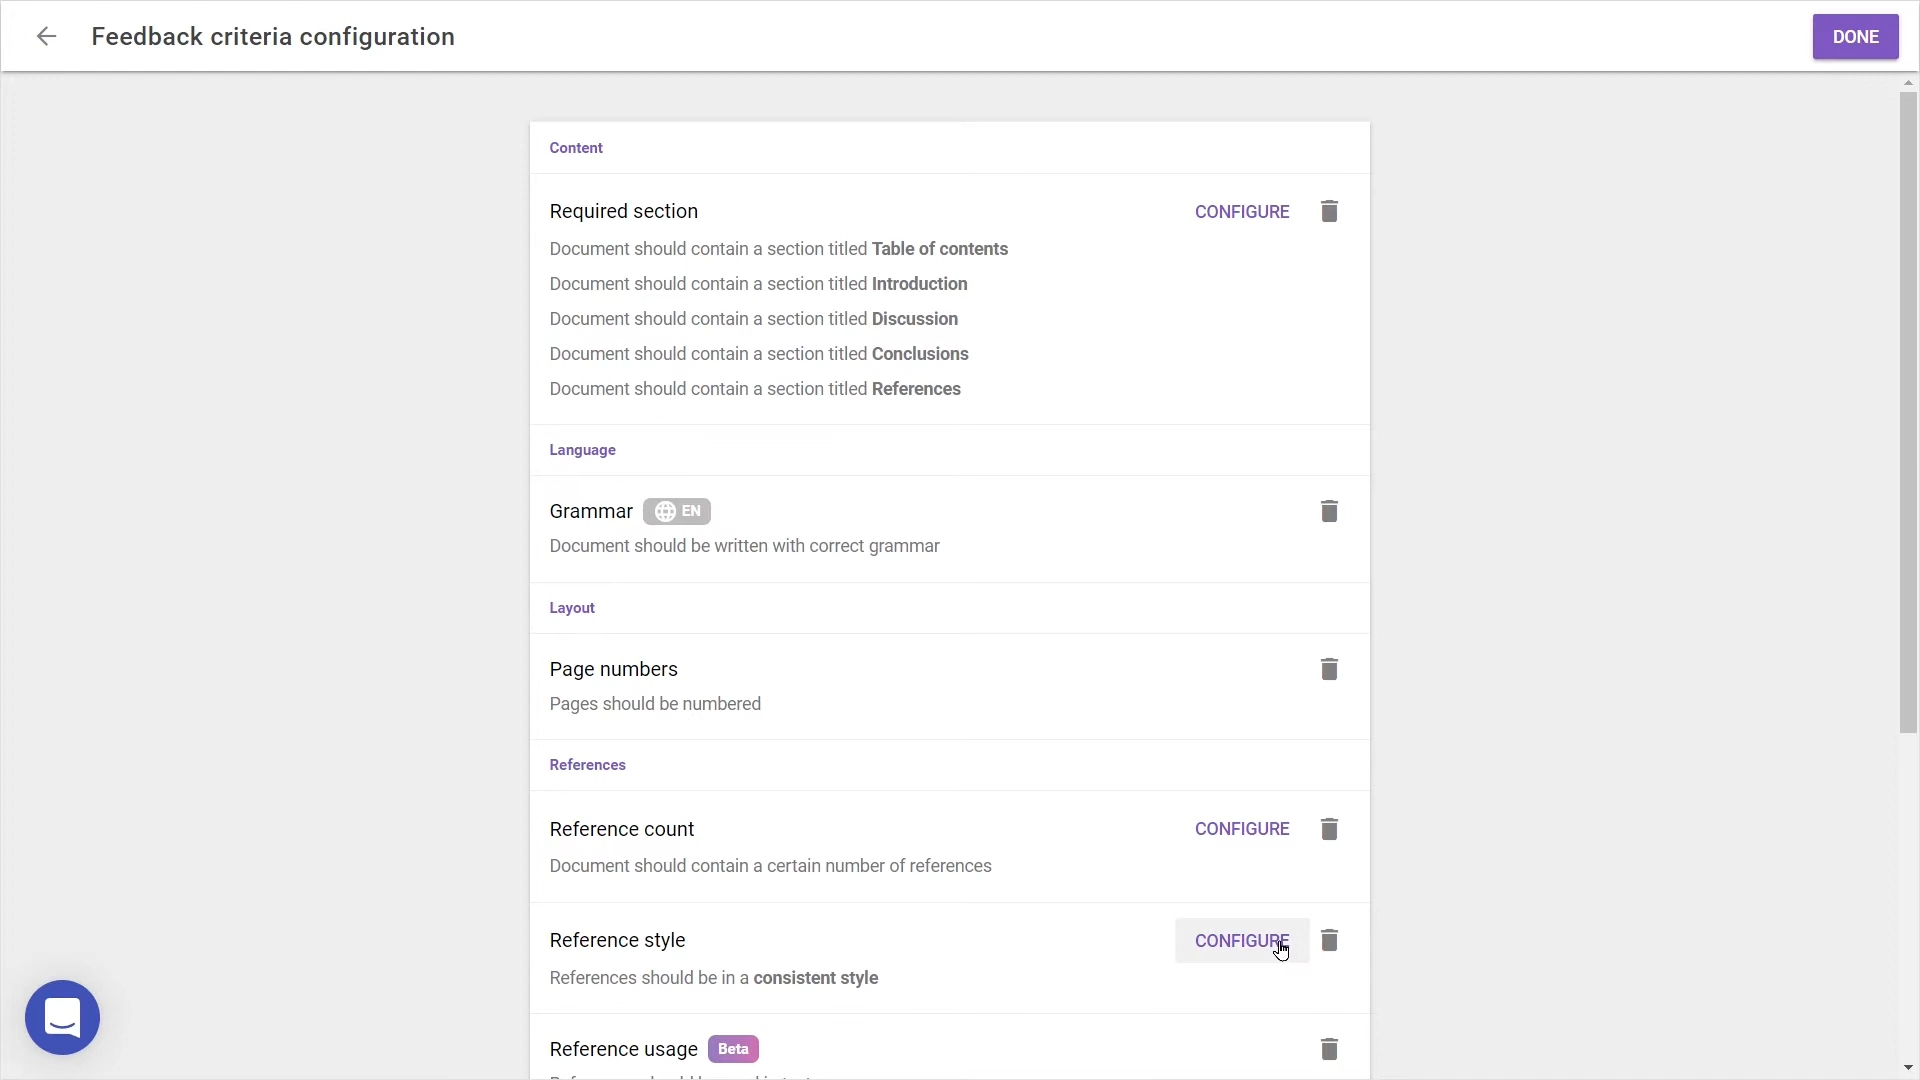 Feedback criteria configuration
DONE
Content
Required section
CONFIGURE
Document should contain a section titled Table of contents
Document should contain a section titled Introduction
Document should contain a section titled Discussion
Document should contain a section titled Conclusions
Document should contain a section titled References
Language
Grammar EN
Document should be written with correct grammar
Layout
Page numbers
Pages should be numbered
References
Reference count
CONFIGURE
Document should contain a certain number of references
Reference style
CONFIGURE
References should be in a consistent style
Reference usage Beta